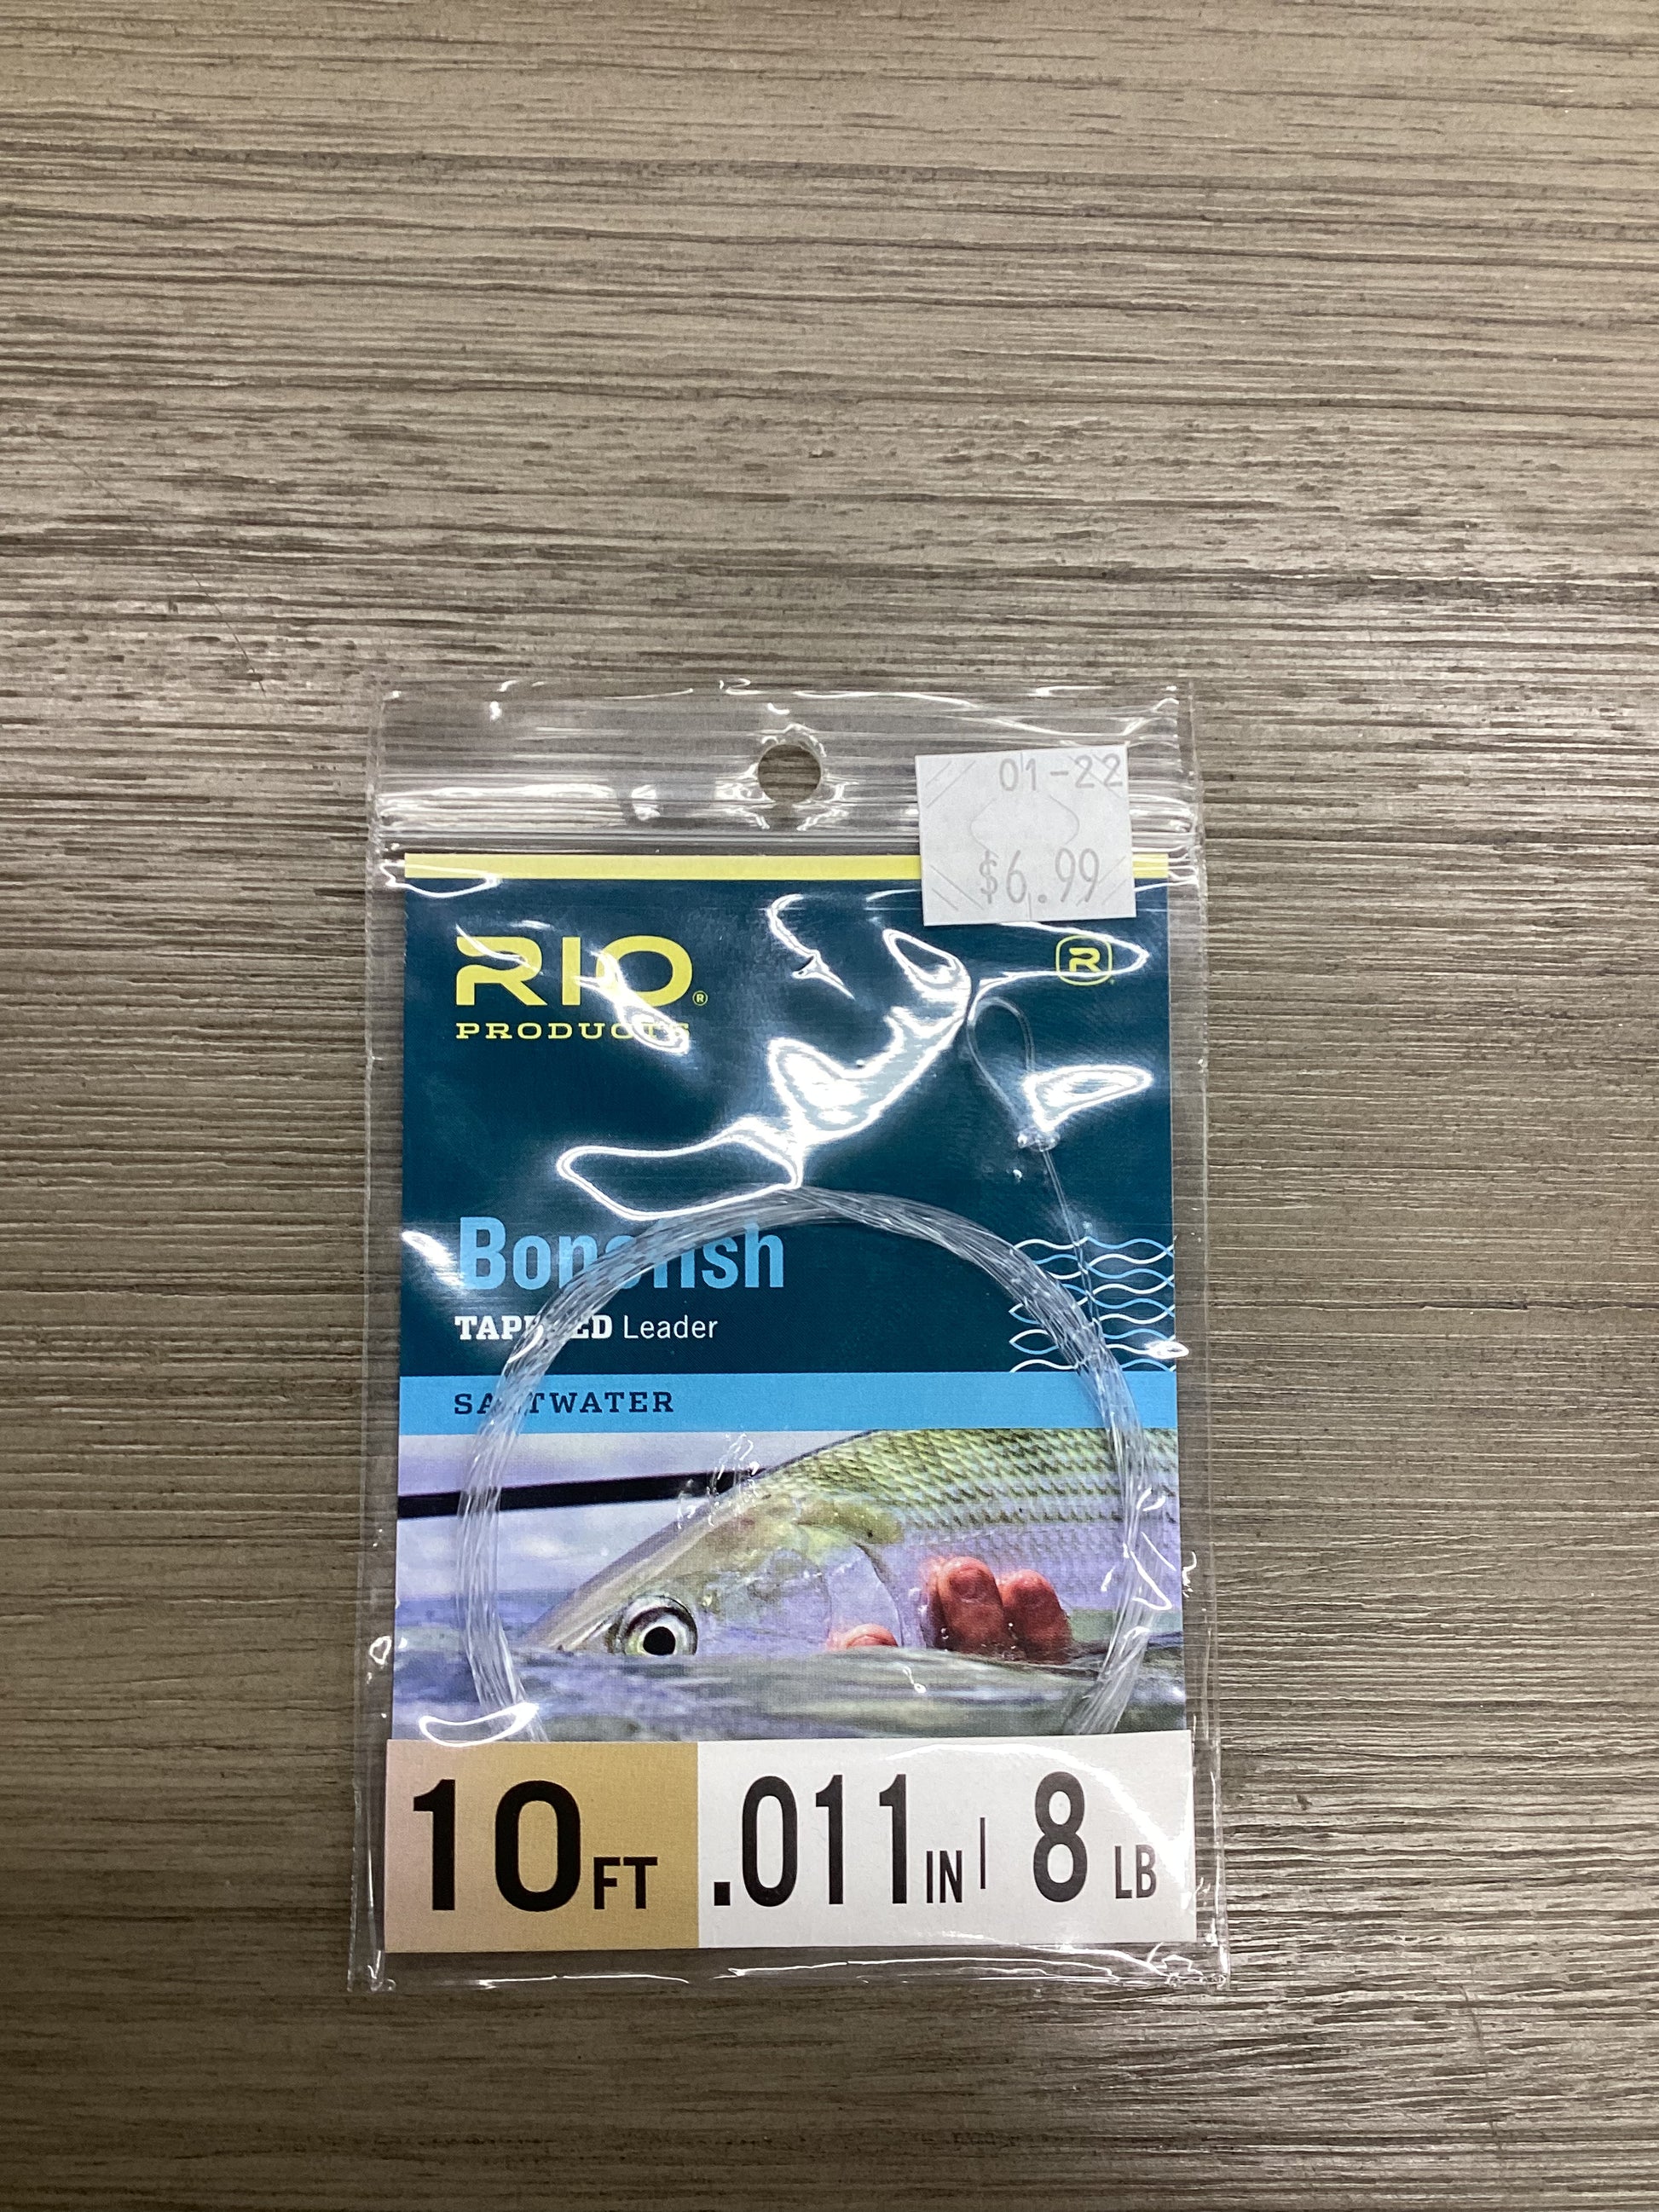 01-22
$6.99
RIO®
PRODUCTS
R
Bonefish
TAPERED Leader
SALTWATER
10 FT .011 IN | 8 LB